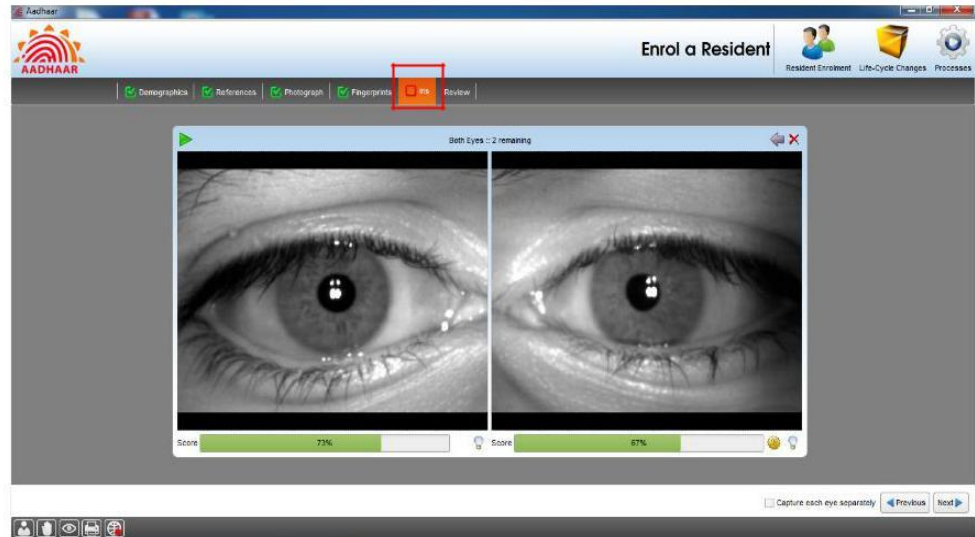 Aadhaar
AADHAAR
Enrol a Resident
Resident Enrolment
Life-Cycle Changes
Processes
Demographics
References
Photograph
Fingerprints
Iris
Review
Both Eyes :: 2 remaining
Score 73%
Score 67%
Capture each eye separately
Previous
Next